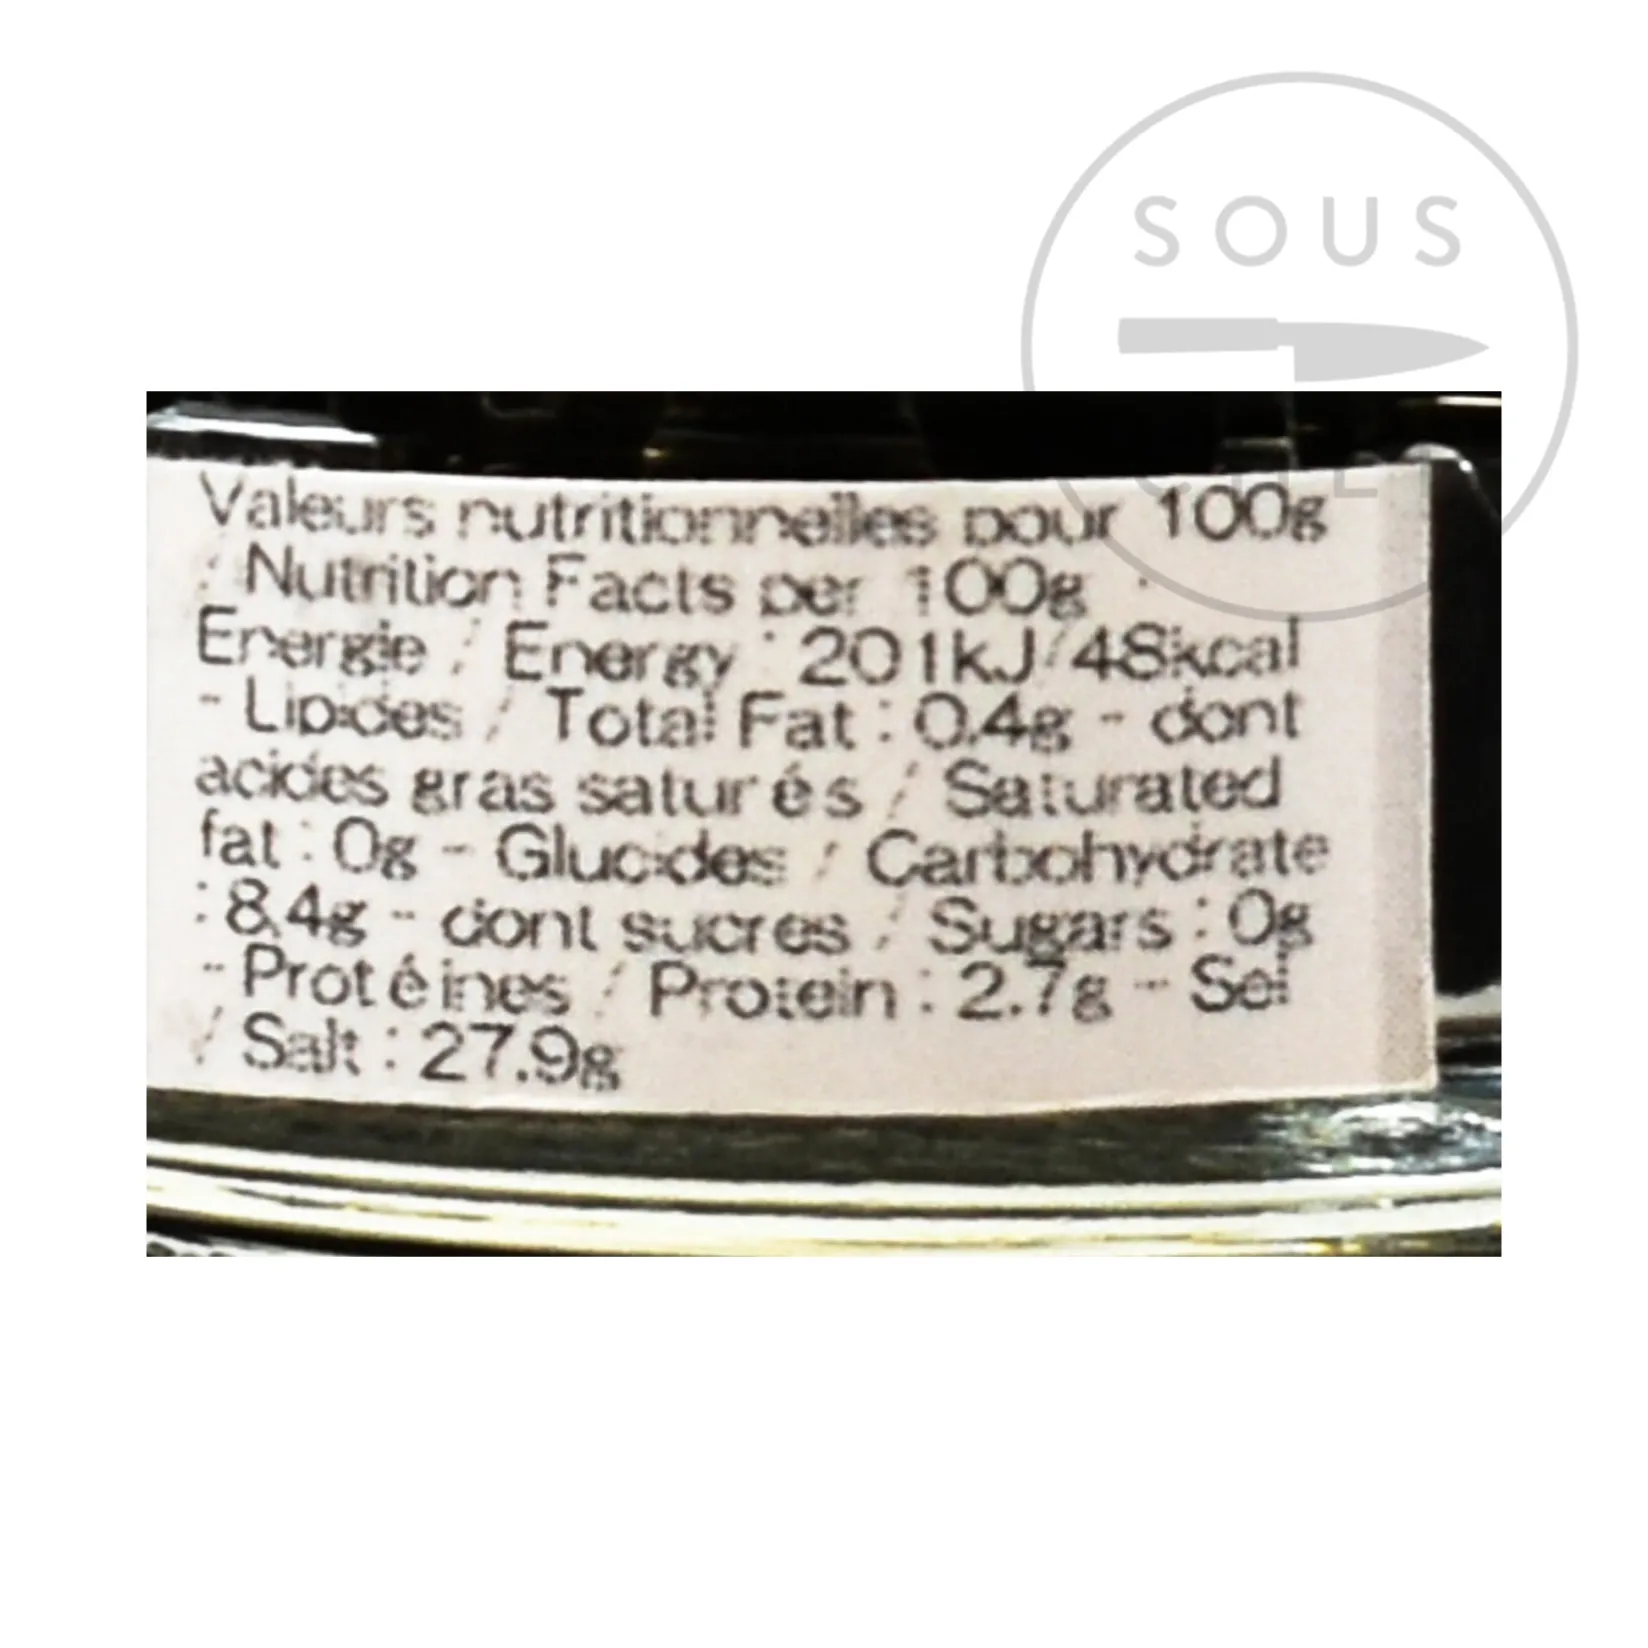 SOUS
Valeurs nutritionnelles pour 100g
/ Nutrition Facts per 100g :
Energie / Energy : 201kJ/48kcal
- Lipides / Total Fat : 0.4g - dont
acides gras saturés / Saturated
fat : 0g - Glucides / Carbohydrate
: 8.4g - dont sucres / Sugars : 0g
- Protéines / Protein : 2.7g - Sel
/ Salt : 27.9g